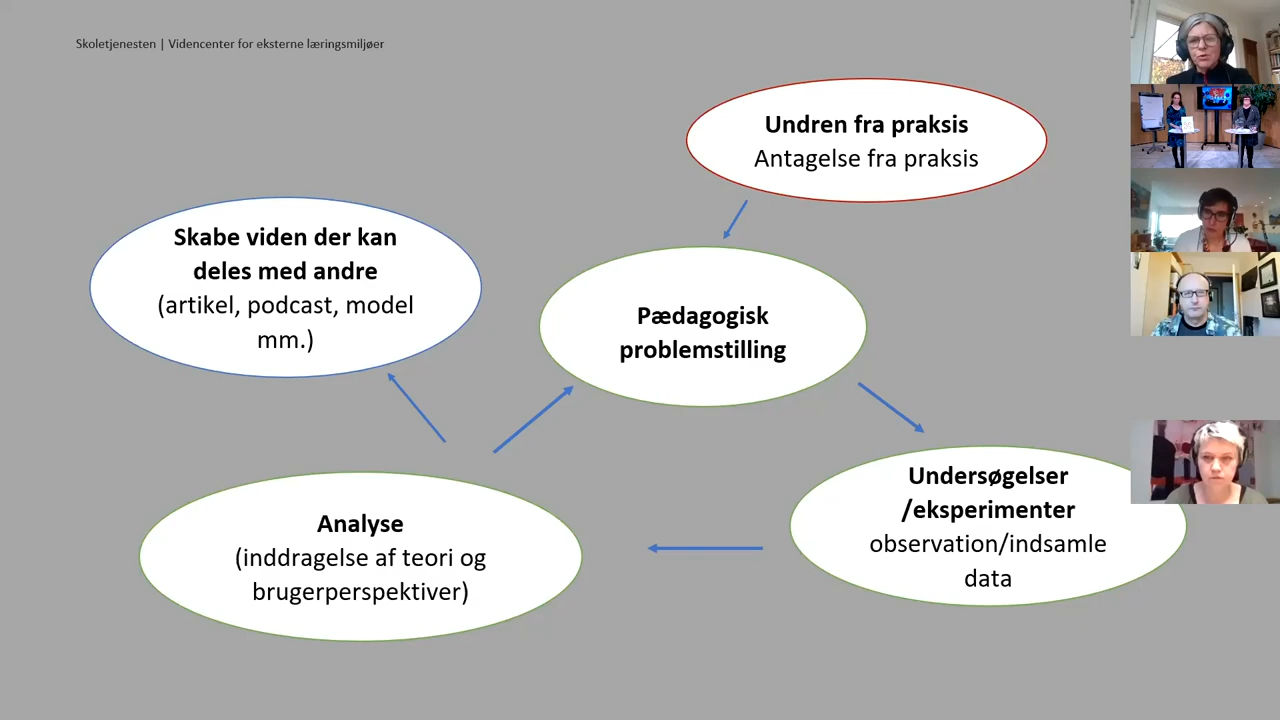 Skoletjenesten | Videncenter for eksterne læringsmiljøer
Undren fra praksis
Antagelse fra praksis
Skabe viden der kan
deles med andre
(artikel, podcast, model
mm.)
Pædagogisk
problemstilling
Undersøgelser
/eksperimenter
observation/indsamle
data
Analyse
(inddragelse af teori og
brugerperspektiver)